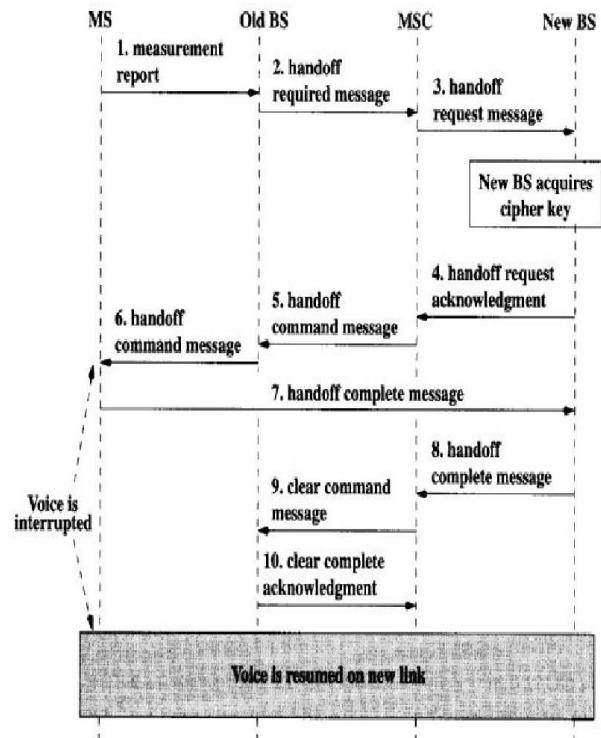 MS Old BS MSC New BS
1. measurement
report
2. handoff
required message
3. handoff
request message
New BS acquires
cipher key
4. handoff request
acknowledgment
5. handoff
command message
6. handoff
command message
7. handoff complete message
8. handoff
complete message
9. clear command
message
Voice is
interrupted
10. clear complete
acknowledgment
Voice is resumed on new link